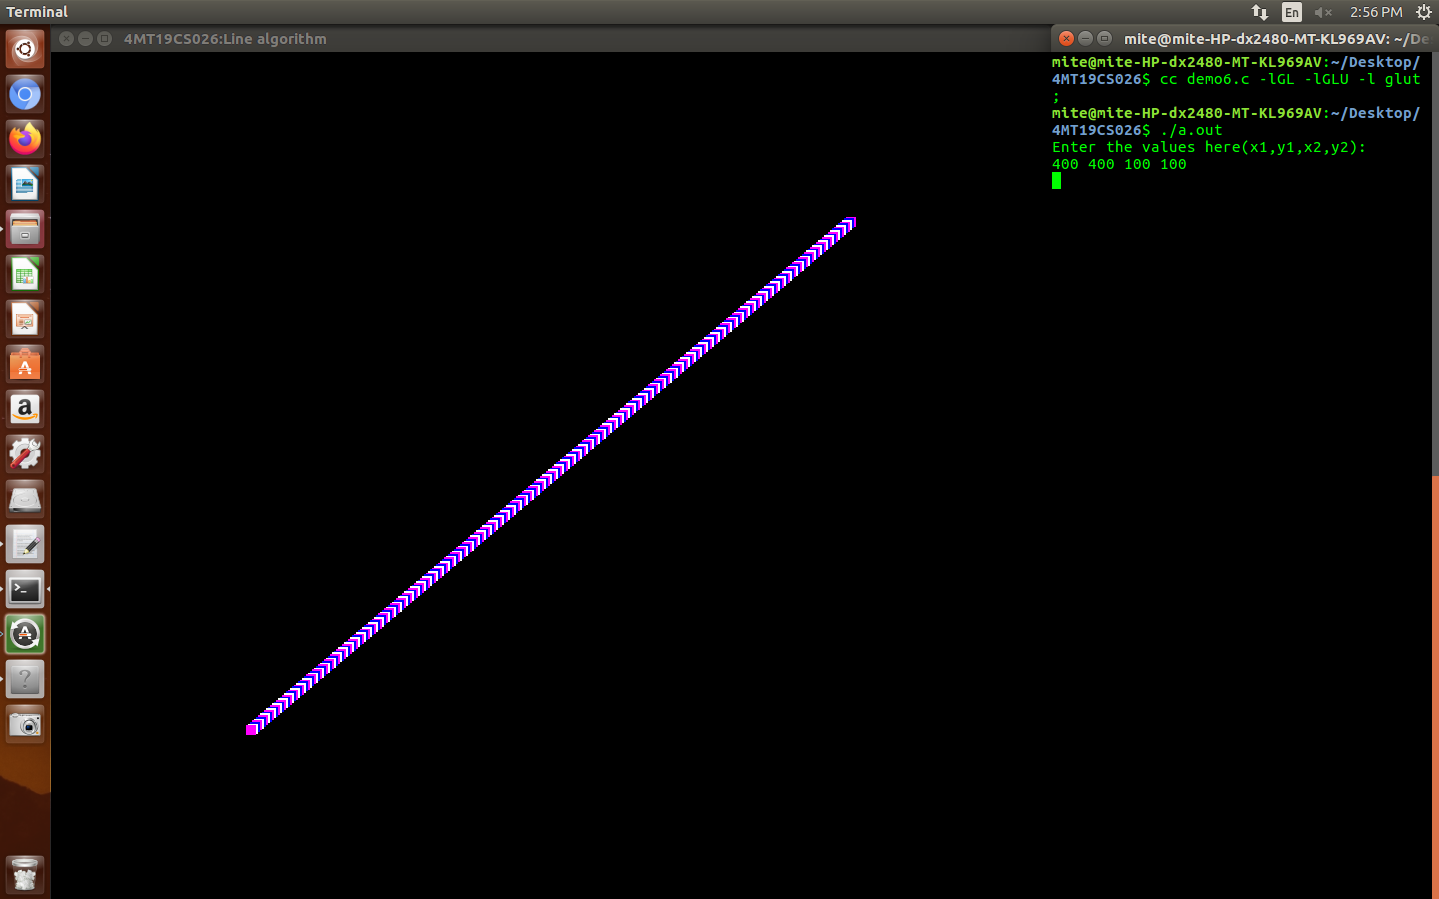 Terminal
En
2:56 PM
4MT19CS026:Line algorithm
mite@mite-HP-dx2480-MT-KL969AV: ~/De
mite@mite-HP-dx2480-MT-KL969AV:~/Desktop/
4MT19CS026$ cc demo6.c -lGL -lGLU -l glut
;
mite@mite-HP-dx2480-MT-KL969AV:~/Desktop/
4MT19CS026$ ./a.out
Enter the values here(x1,y1,x2,y2):
400 400 100 100